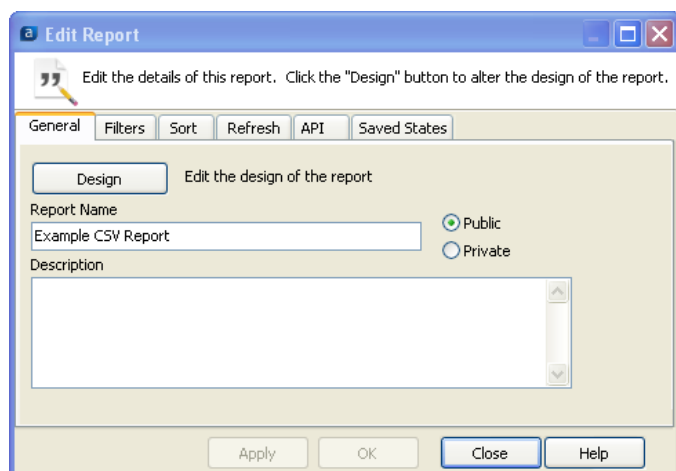 a Edit Report
Edit the details of this report. Click the "Design" button to alter the design of the report.
General Filters Sort Refresh API Saved States
Design Edit the design of the report
Report Name
Example CSV Report
Public
Private
Description
Apply OK Close Help